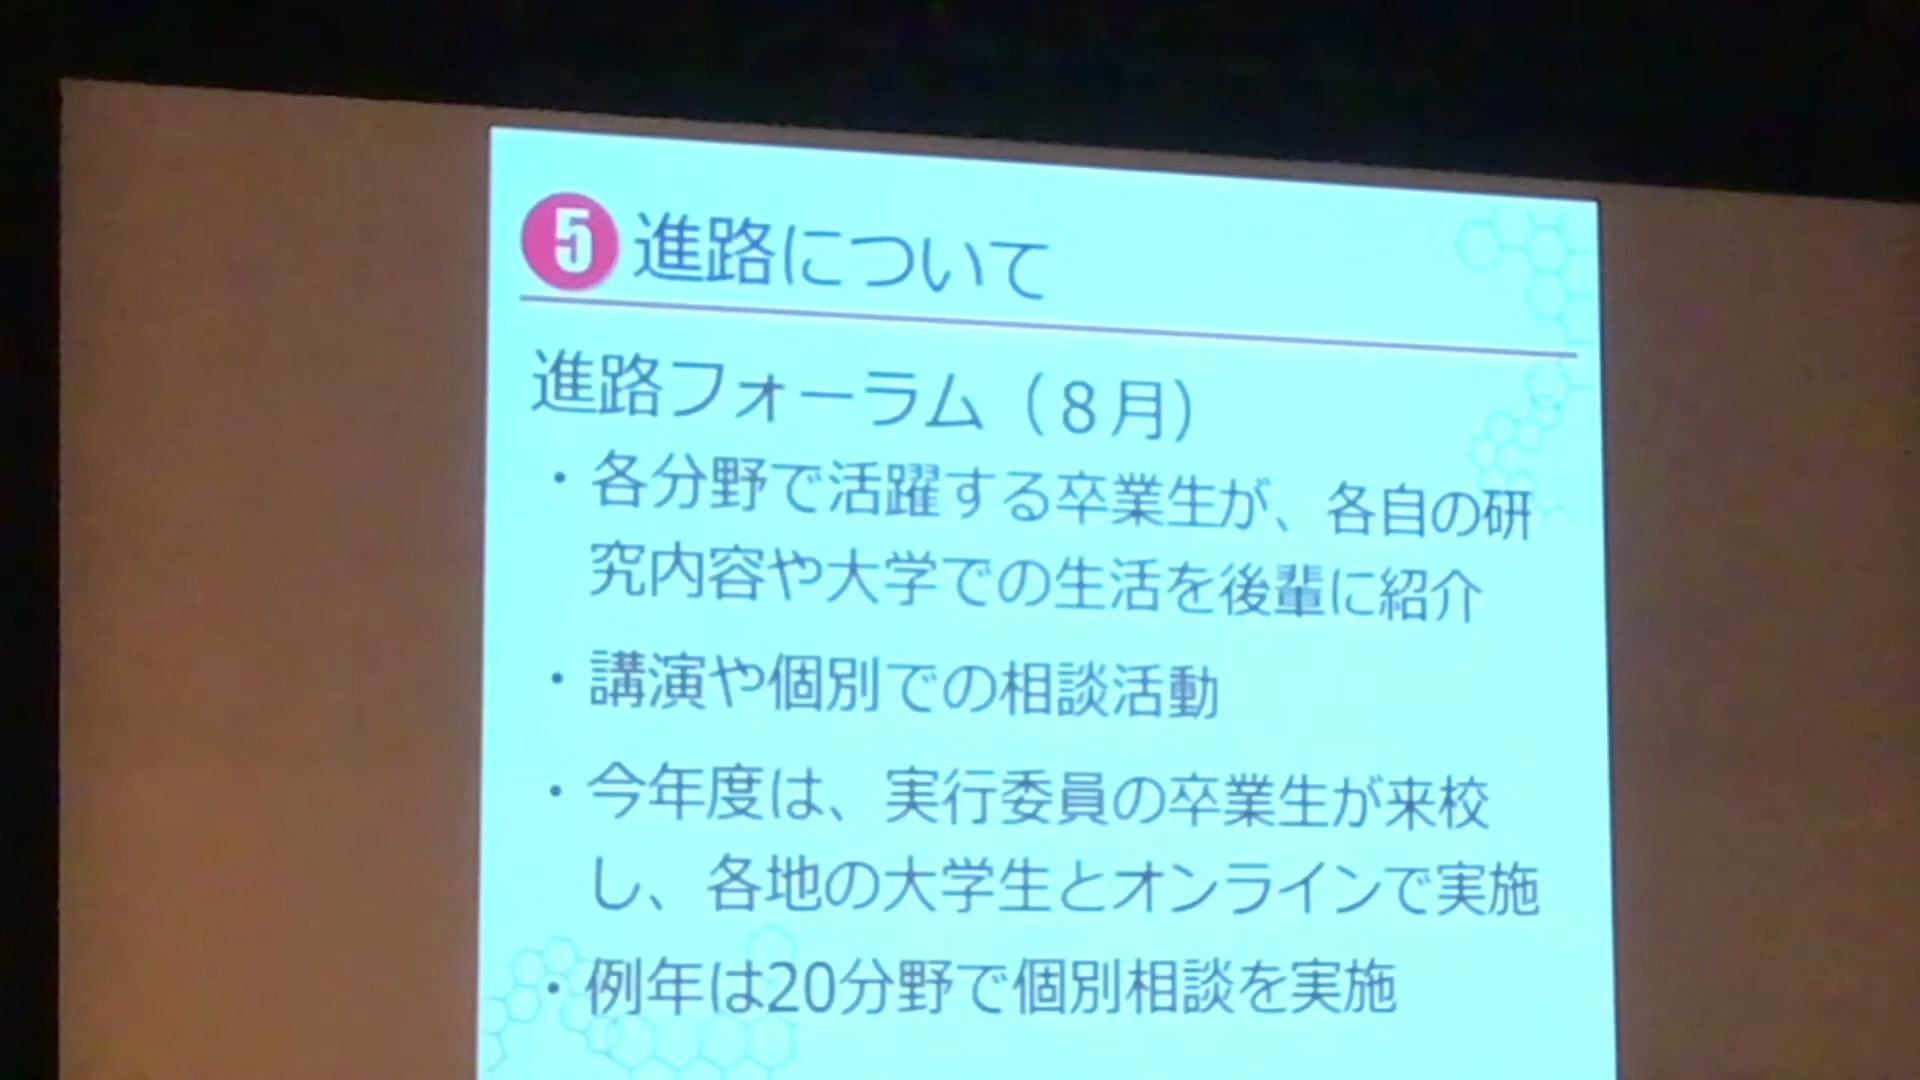 5 進路について
進路フォーラム（８月）
・各分野で活躍する卒業生が、各自の研
究内容や大学での生活を後輩に紹介
・講演や個別での相談活動
・今年度は、実行委員の卒業生が来校
し、各地の大学生とオンラインで実施
・例年は20分野で個別相談を実施